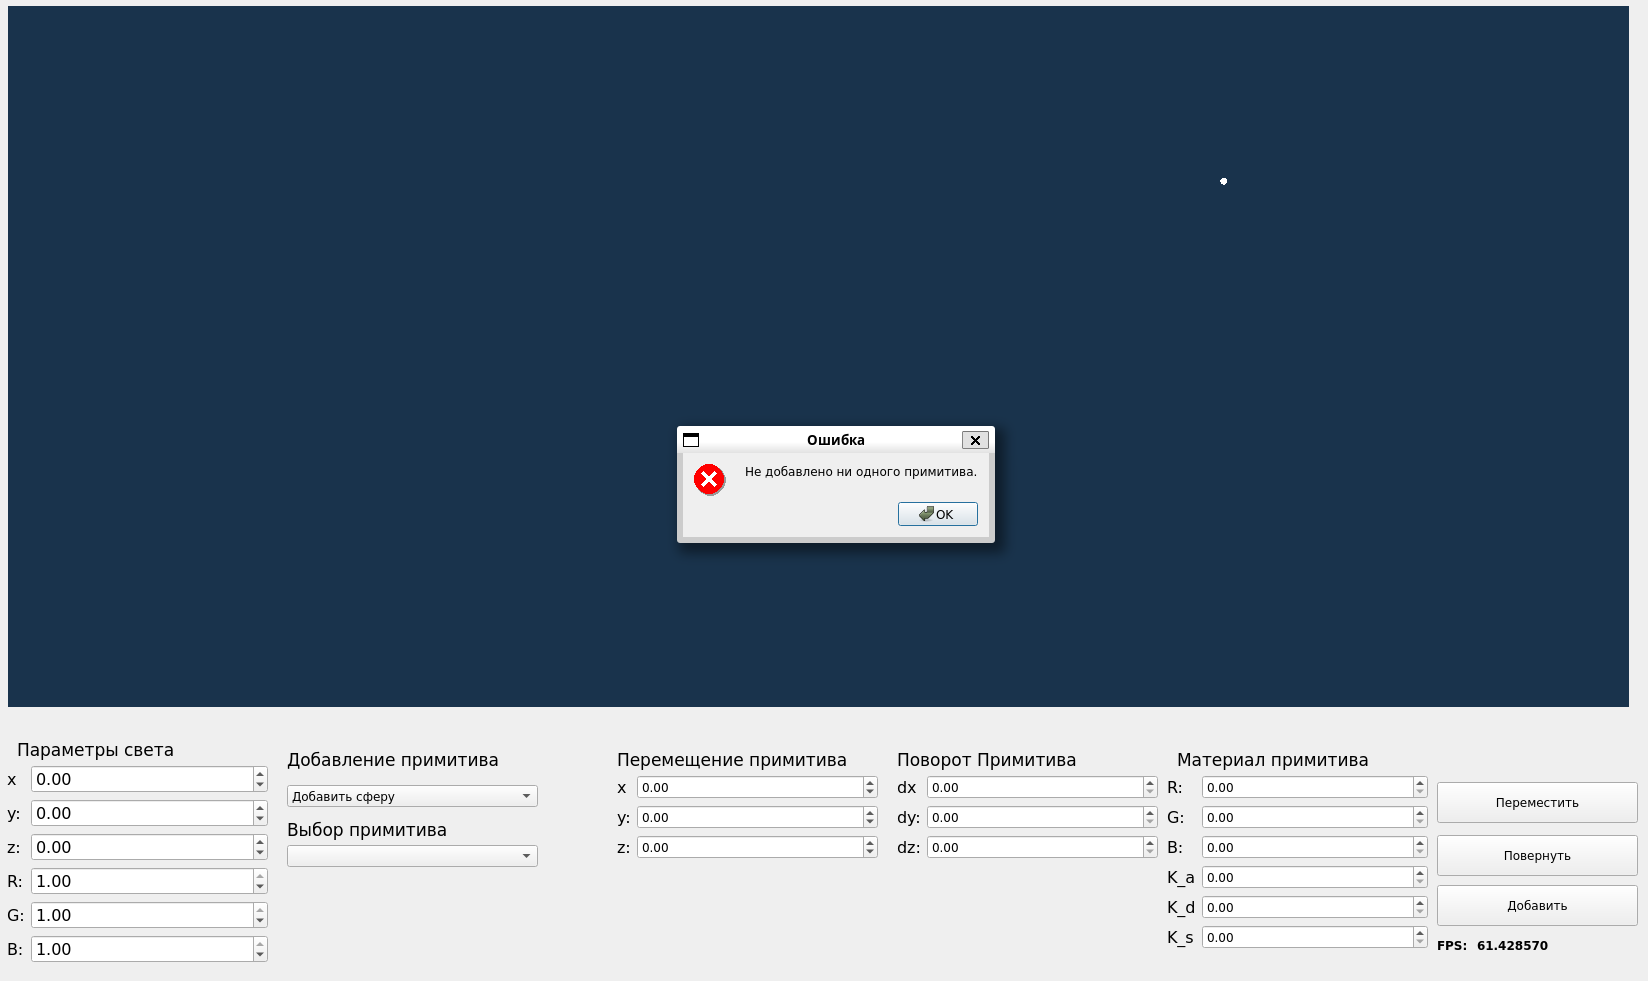 Ошибка
Не добавлено ни одного примитива.
OK
Параметры света
x 0.00
y: 0.00
z: 0.00
R: 1.00
G: 1.00
B: 1.00
Добавление примитива
Добавить сферу
Выбор примитива
Перемещение примитива
x 0.00
y: 0.00
z: 0.00
Поворот Примитива
dx 0.00
dy: 0.00
dz: 0.00
Материал примитива
R: 0.00
G: 0.00
B: 0.00
K_a 0.00
K_d 0.00
K_s 0.00
Переместить
Повернуть
Добавить
FPS: 61.428570